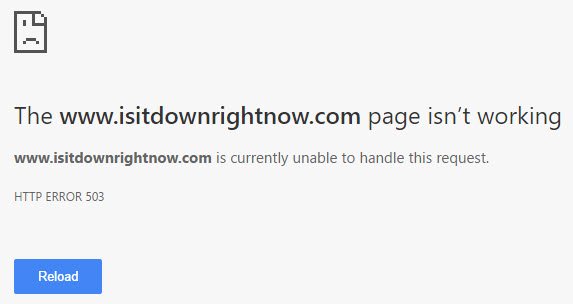 The www.isitdownrightnow.com page isn’t working
www.isitdownrightnow.com is currently unable to handle this request.
HTTP ERROR 503
Reload